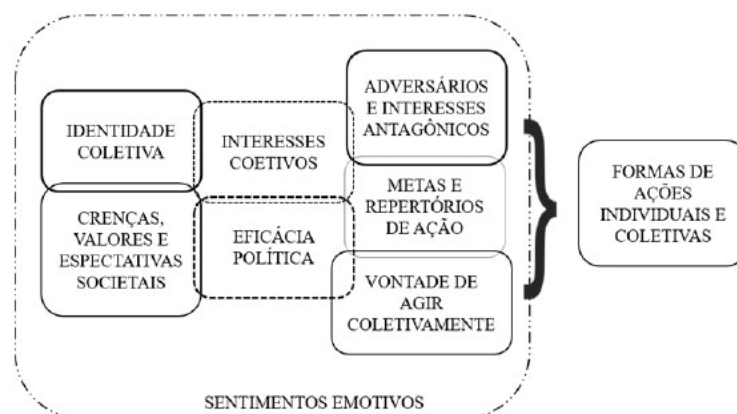 IDENTIDADE
COLETIVA
INTERESSES
COETIVOS
ADVERSÁRIOS
E INTERESSES
ANTAGÔNICOS
CRENÇAS,
VALORES E
ESPECTATIVAS
SOCIETAIS
EFICÁCIA
POLÍTICA
METAS E
REPERTÓRIOS
DE AÇÃO
VONTADE DE
AGIR
COLETIVAMENTE
FORMAS DE
AÇÕES
INDIVIDUAIS E
COLETIVAS
SENTIMENTOS EMOTIVOS